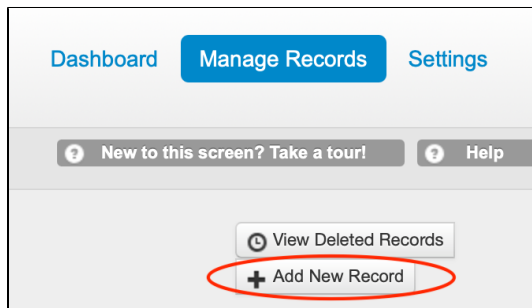 Dashboard Manage Records Settings
? New to this screen? Take a tour! ? Help
View Deleted Records
Add New Record